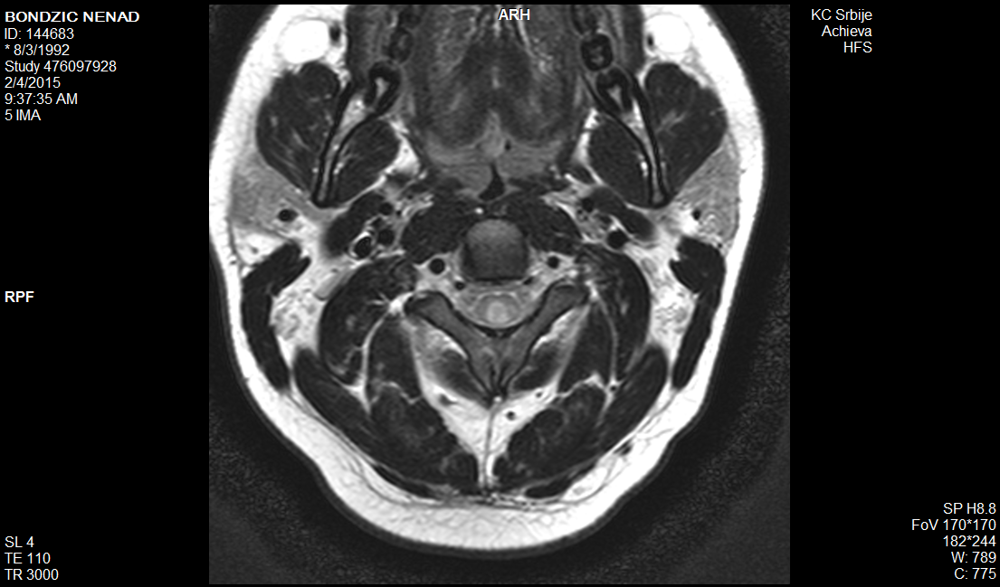 BONDZIC NENAD
ID: 144683
* 8/3/1992
Study 476097928
2/4/2015
9:37:35 AM
5 IMA
ARH
KC Srbije
Achieva
HFS
RPF
SL 4
TE 110
TR 3000
SP H8.8
FoV 170*170
182*244
W: 789
C: 775